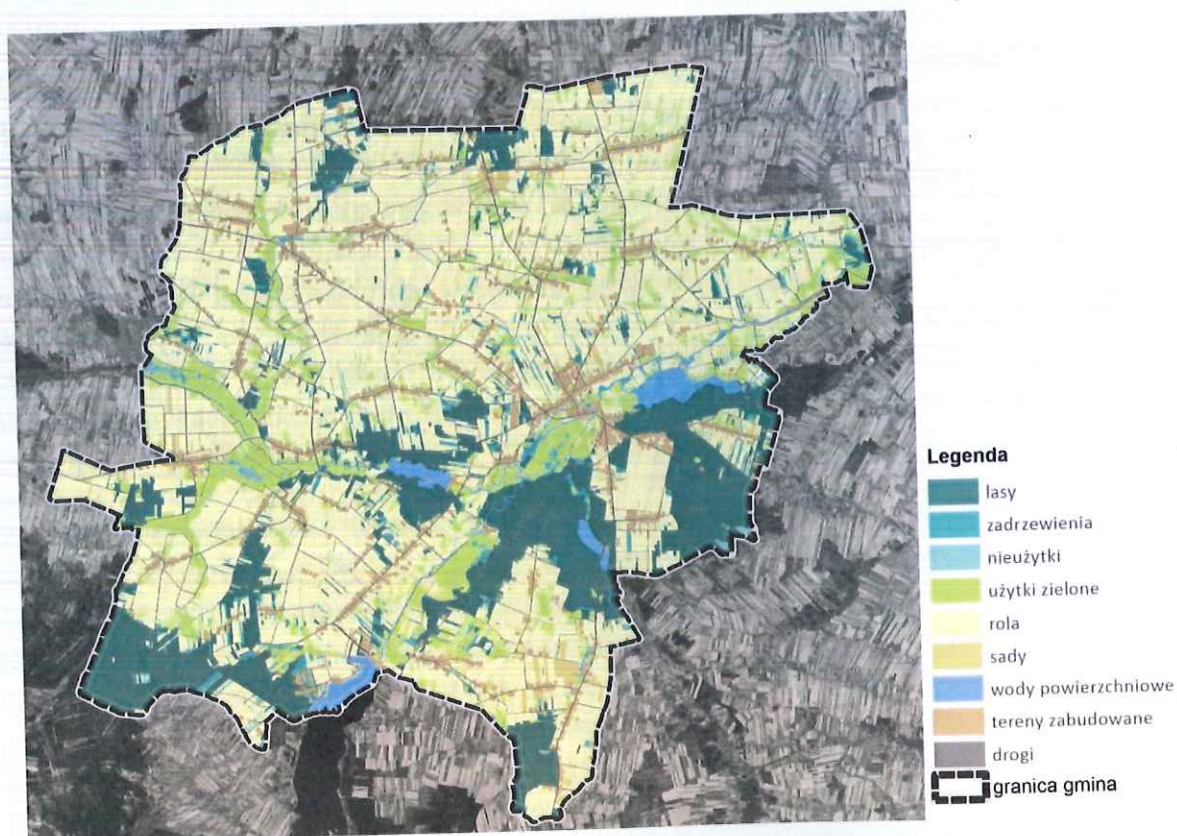 Legenda
lasy
zadrzewienia
nieużytki
użytki zielone
rola
sady
wody powierzchniowe
tereny zabudowane
drogi
granica gmina